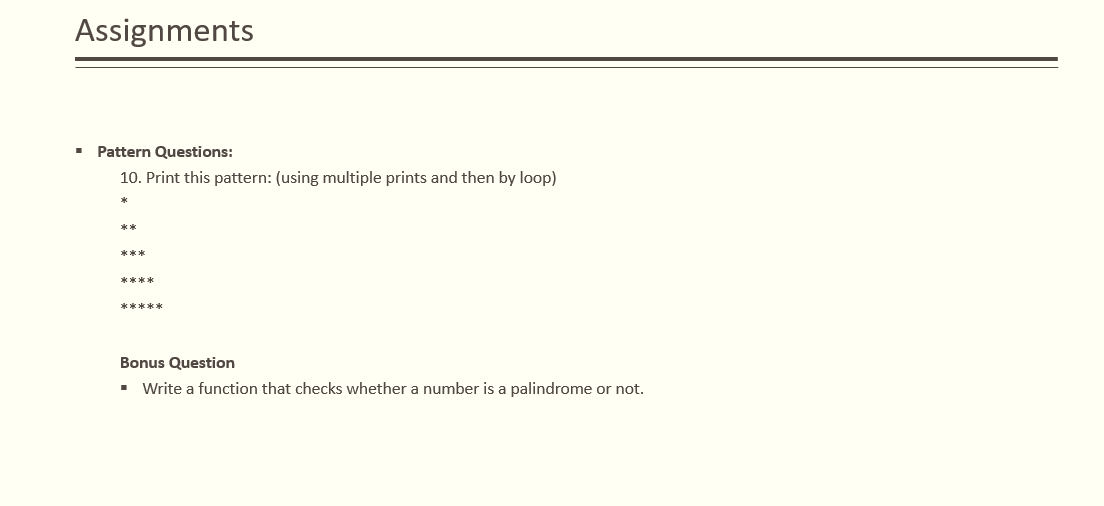 Assignments
▪ Pattern Questions:
10. Print this pattern: (using multiple prints and then by loop)
*
**
***
****
*****
Bonus Question
▪ Write a function that checks whether a number is a palindrome or not.